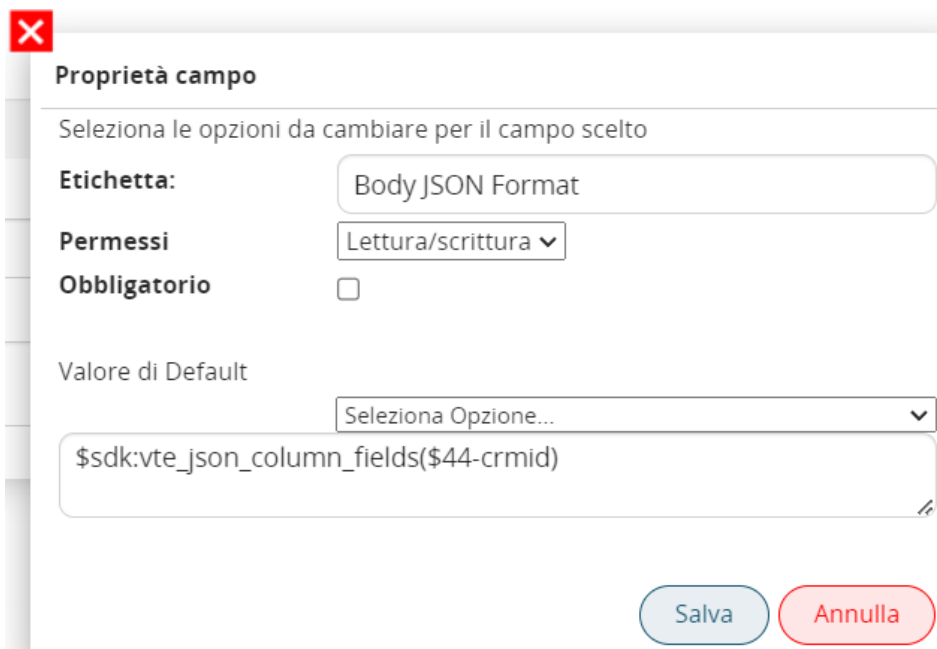 Proprietà campo
Seleziona le opzioni da cambiare per il campo scelto
Etichetta: Body JSON Format
Permessi Lettura/scrittura
Obbligatorio
Valore di Default
Seleziona Opzione...
$sdk:vte_json_column_fields($44-crmid)
Salva Annulla